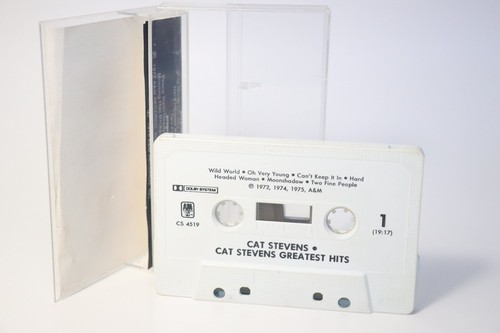 Wild World • Oh Very Young • Can't Keep It In • Hard
Headed Woman • Moonshadow • Two Fine People
℗ 1972, 1974, 1975, A&M
DOLBY SYSTEM
A&M
CS 4519
1
(19:17)
CAT STEVENS •
CAT STEVENS GREATEST HITS